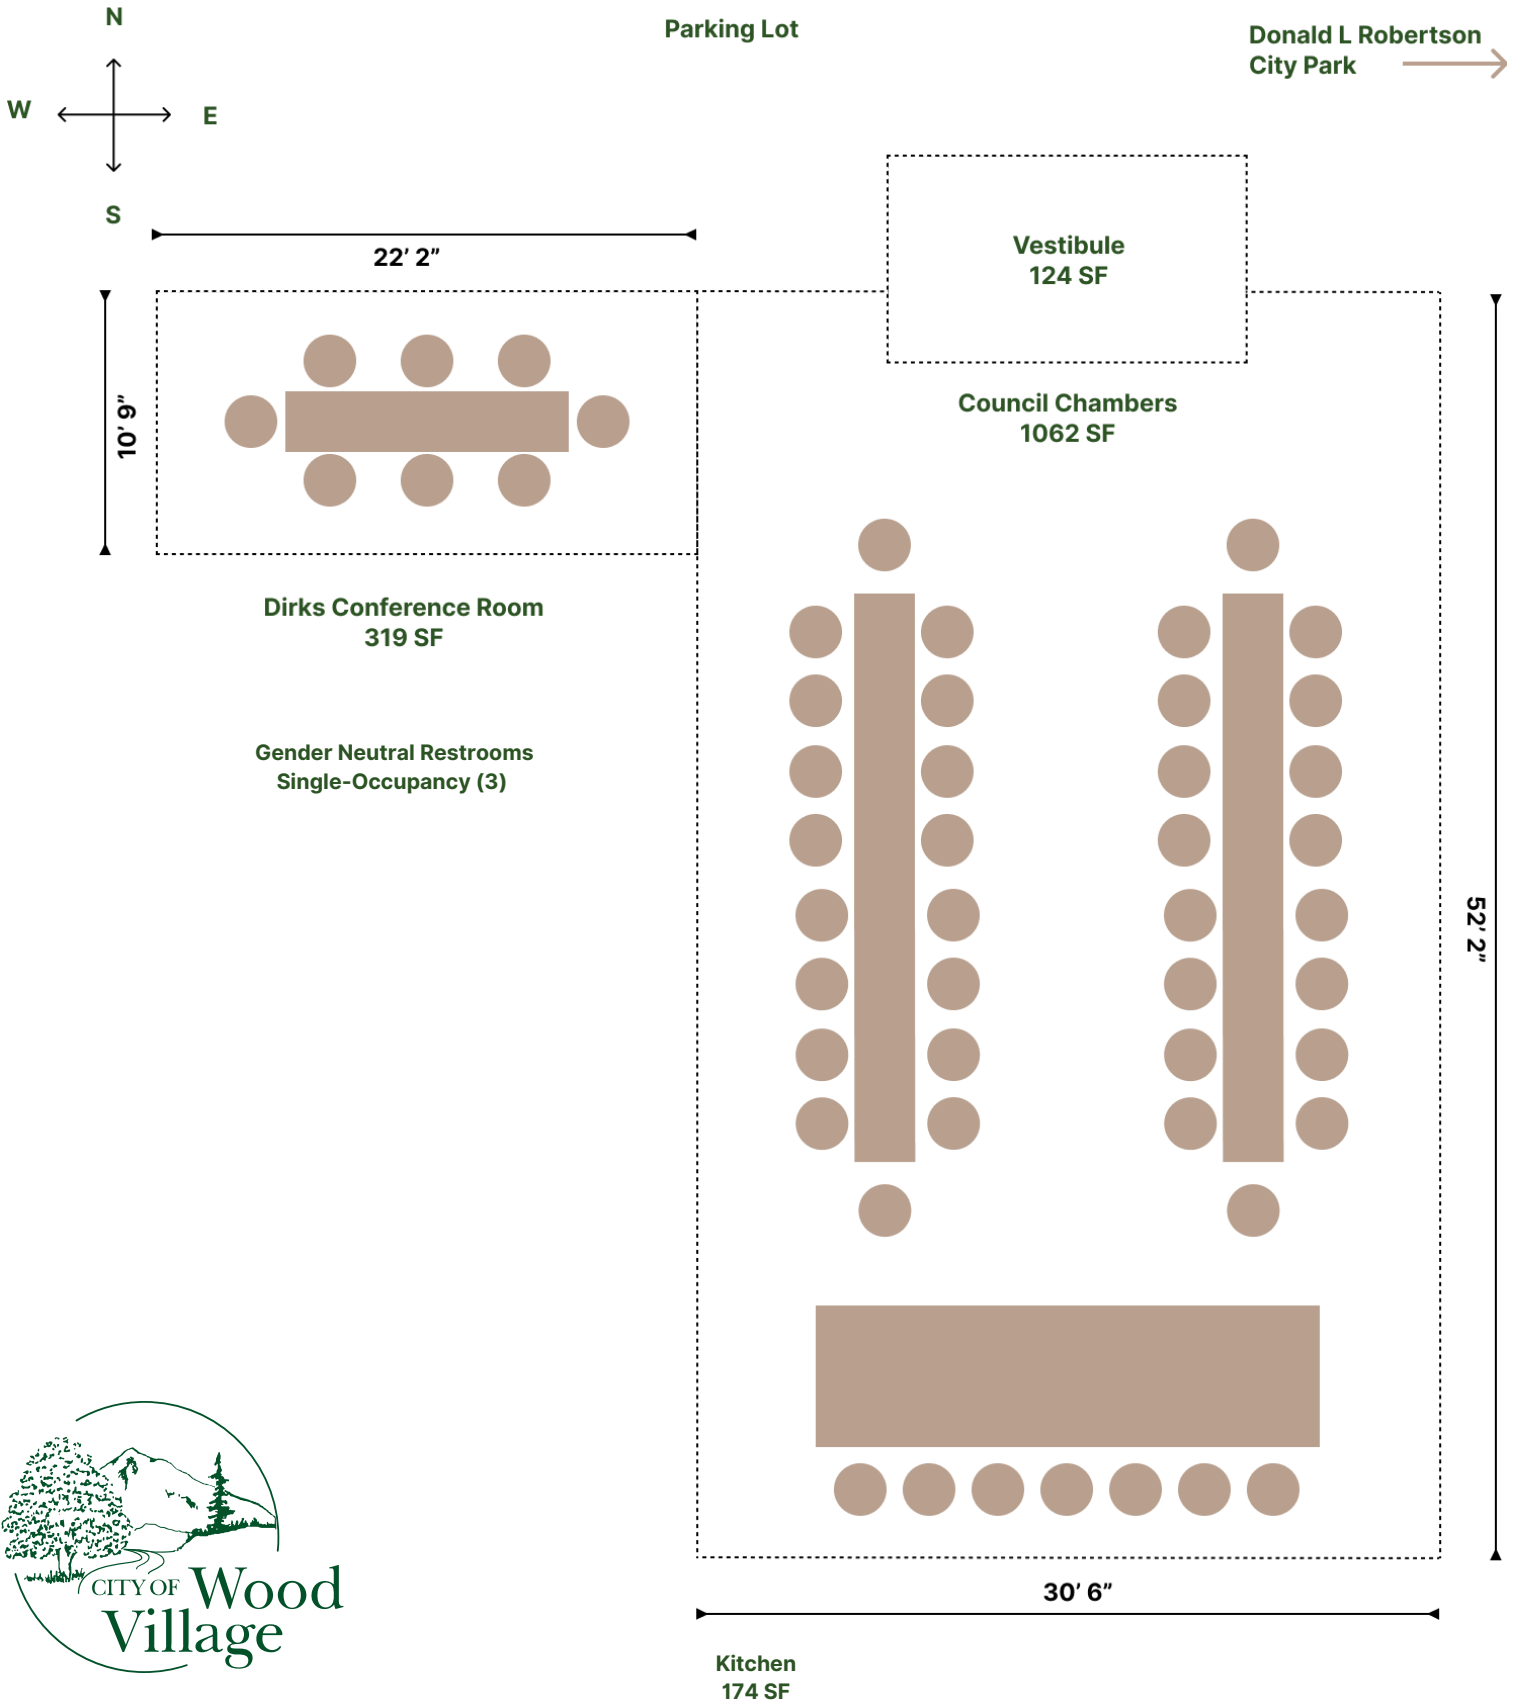 N
Parking Lot
Donald L Robertson
City Park
W
E
S
22’ 2”
Vestibule
124 SF
10’ 9”
Council Chambers
1062 SF
Dirks Conference Room
319 SF
Gender Neutral Restrooms
Single-Occupancy (3)
52’ 2”
CITY OF Wood
Village
30’ 6”
Kitchen
174 SF